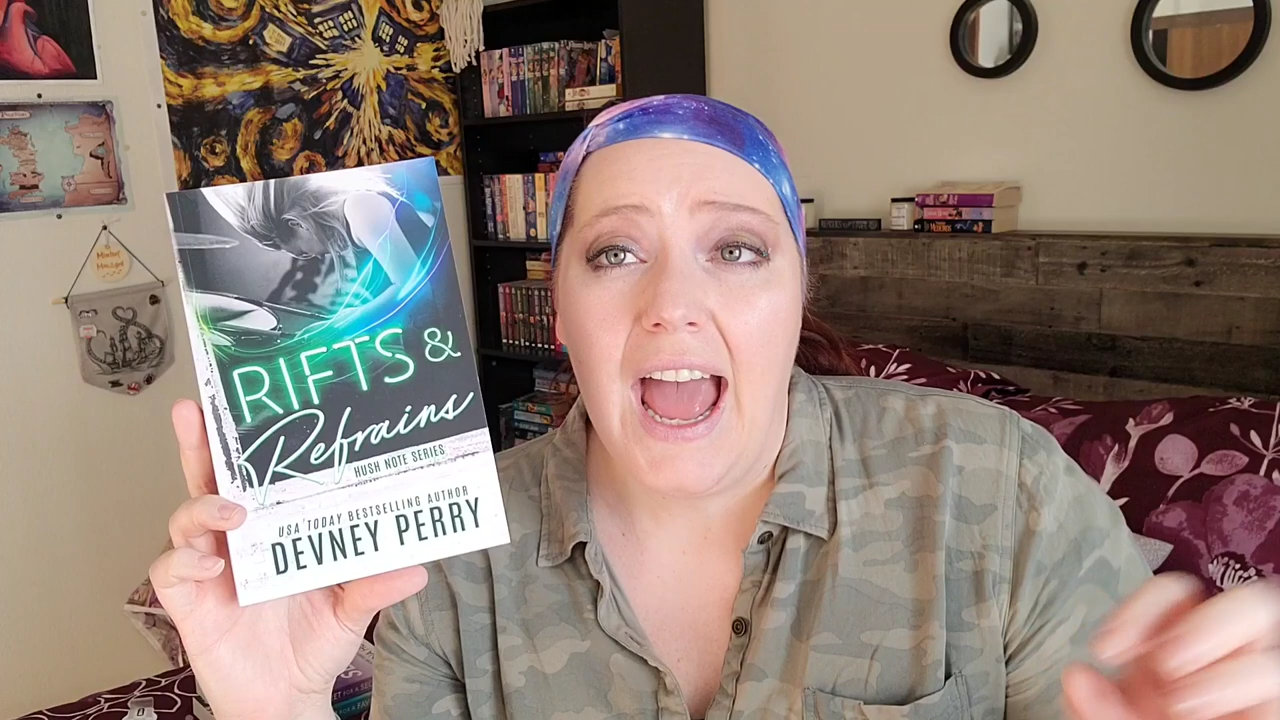 RIFTS &
Refrains
HUSH NOTE SERIES
USA TODAY BESTSELLING AUTHOR
DEVNEY PERRY